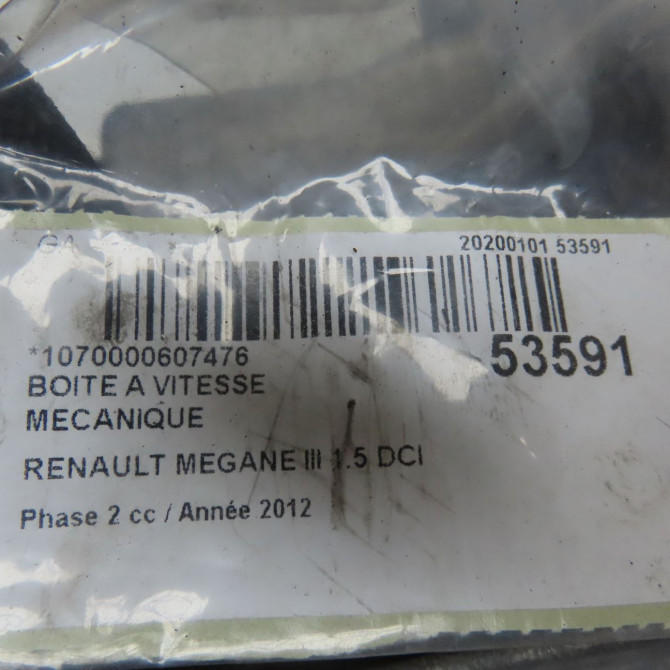 20200101 53591
*1070000607476
53591
BOITE A VITESSE
MECANIQUE
RENAULT MEGANE III 1.5 DCI
Phase 2 cc / Année 2012